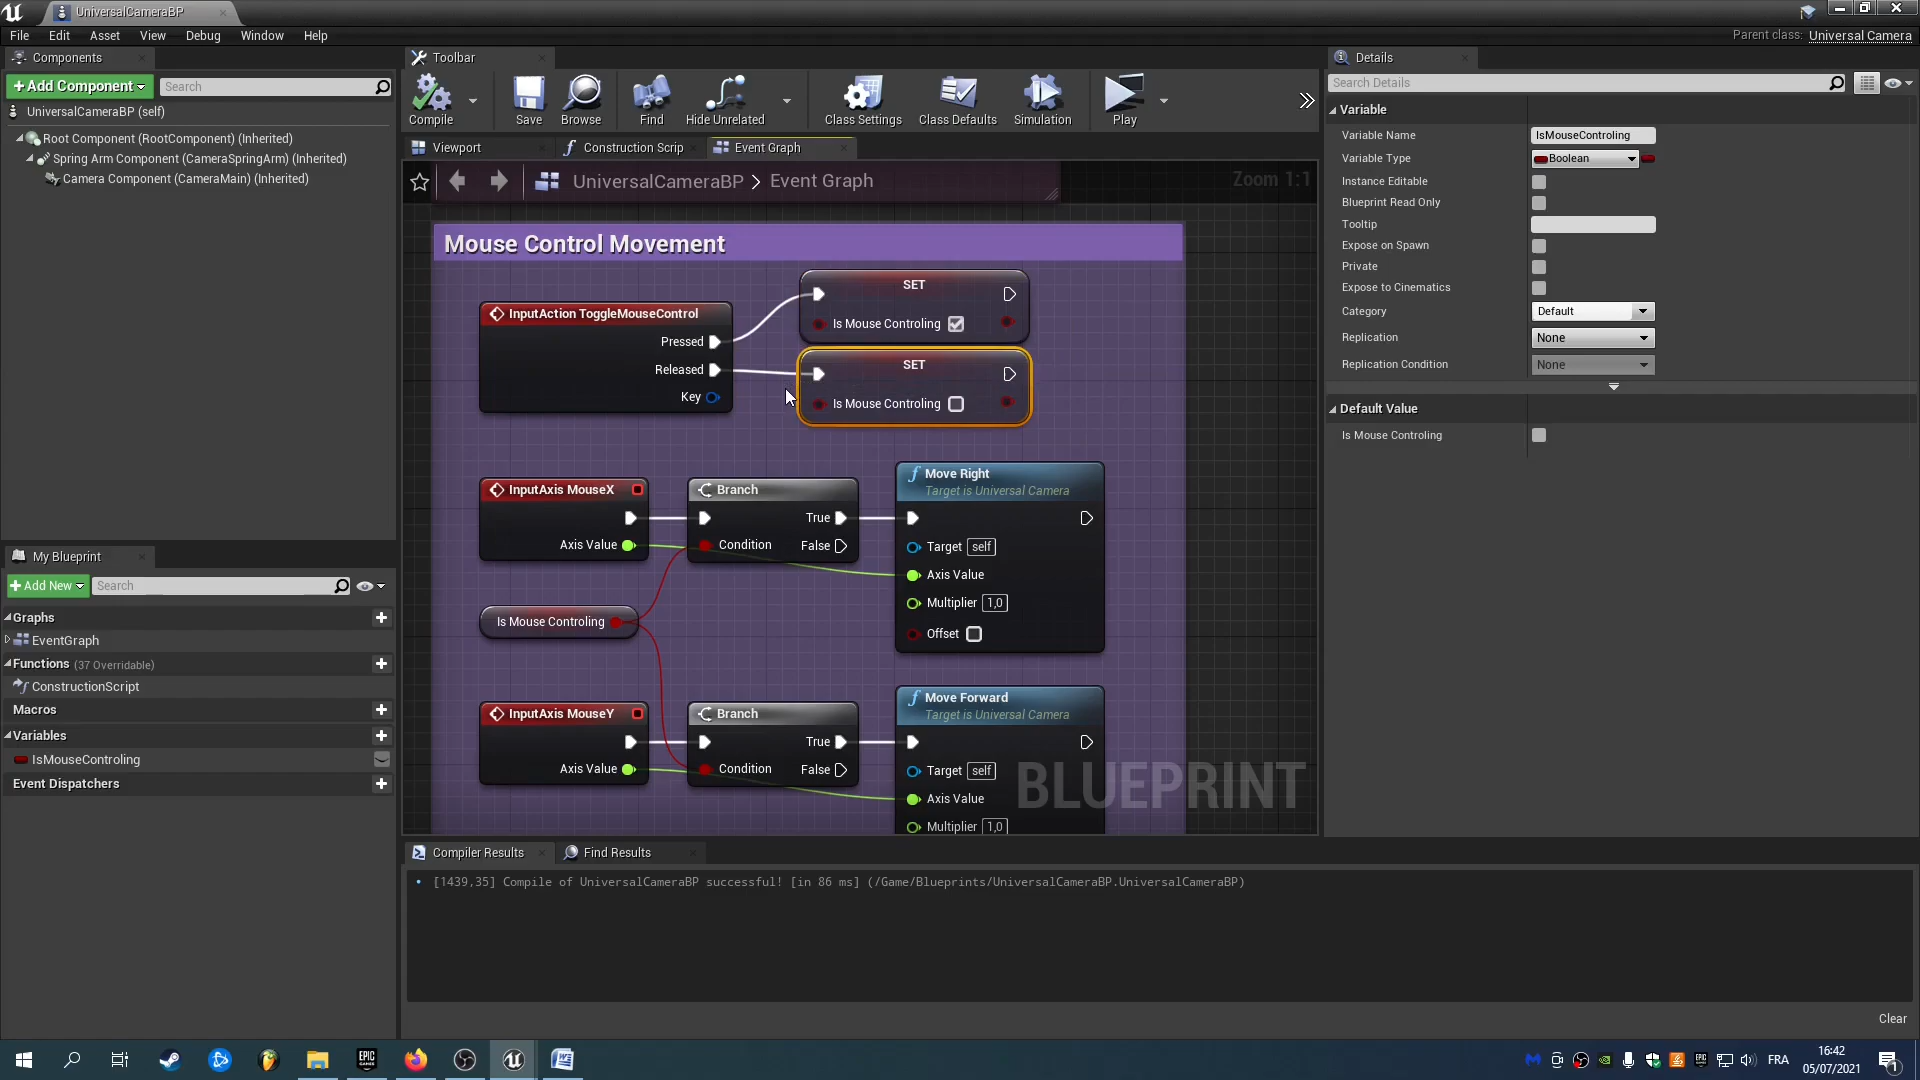 UniversalCameraBP
File Edit Asset View Debug Window Help
Parent class: Universal Camera
Components
Toolbar
Details
+ Add Component
Search
Compile
Save
Browse
Find
Hide Unrelated
Class Settings
Class Defaults
Simulation
Play
Search Details
UniversalCameraBP (self)
Root Component (RootComponent) (Inherited)
Spring Arm Component (CameraSpringArm) (Inherited)
Camera Component (CameraMain) (Inherited)
Viewport
Construction Scrip
Event Graph
UniversalCameraBP > Event Graph
Zoom 1:1
Mouse Control Movement
SET
Is Mouse Controling
InputAction ToggleMouseControl
Pressed
Released
Key
SET
Is Mouse Controling
InputAxis MouseX
Axis Value
Branch
True
Condition
False
Move Right
Target is Universal Camera
Target self
Axis Value
Multiplier 1,0
Offset
Is Mouse Controling
InputAxis MouseY
Axis Value
Branch
True
Condition
False
Move Forward
Target is Universal Camera
Target self
Axis Value
Multiplier 1,0
BLUEPRINT
Variable
Variable Name IsMouseControling
Variable Type Boolean
Instance Editable
Blueprint Read Only
Tooltip
Expose on Spawn
Private
Expose to Cinematics
Category Default
Replication None
Replication Condition None
Default Value
Is Mouse Controling
My Blueprint
+ Add New
Search
Graphs
EventGraph
Functions (37 Overridable)
ConstructionScript
Macros
Variables
IsMouseControling
Event Dispatchers
Compiler Results
Find Results
[1439,35] Compile of UniversalCameraBP successful! [in 86 ms] (/Game/Blueprints/UniversalCameraBP.UniversalCameraBP)
Clear
EPIC GAMES
FRA
16:42
05/07/2021
1